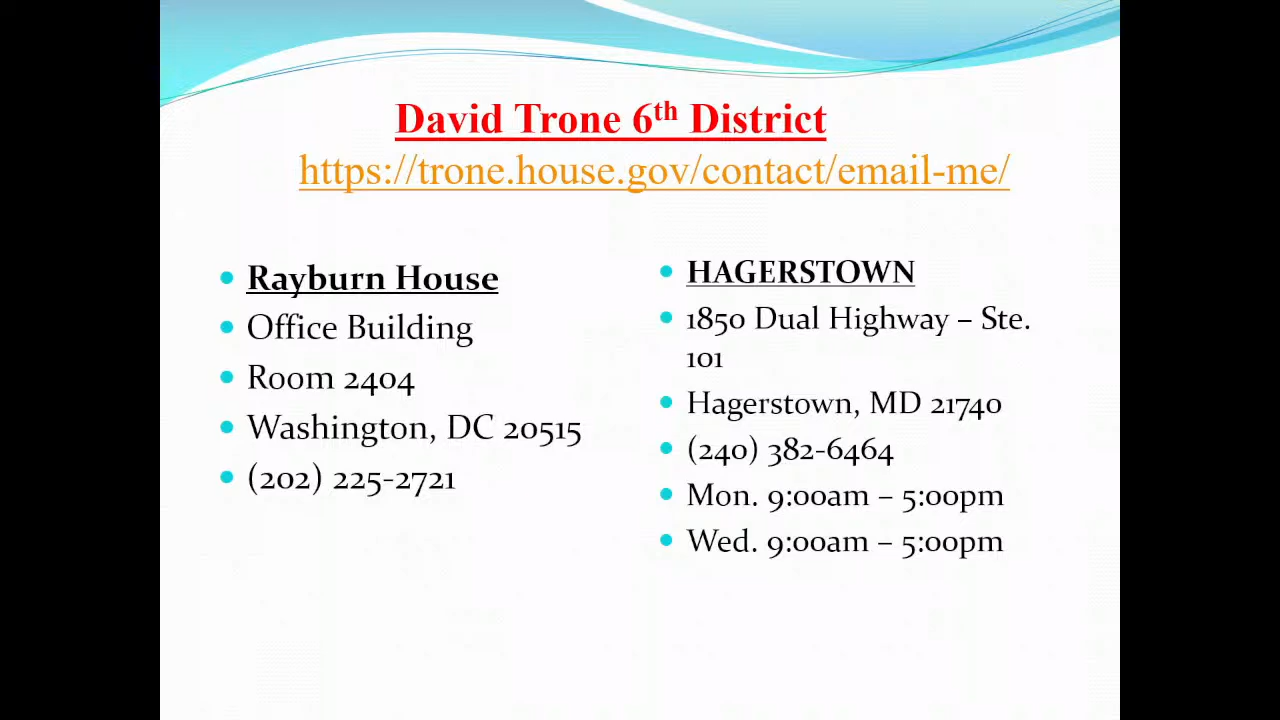 David Trone 6th District
https://trone.house.gov/contact/email-me/
Rayburn House
Office Building
Room 2404
Washington, DC 20515
(202) 225-2721
HAGERSTOWN
1850 Dual Highway – Ste.
101
Hagerstown, MD 21740
(240) 382-6464
Mon. 9:00am – 5:00pm
Wed. 9:00am – 5:00pm